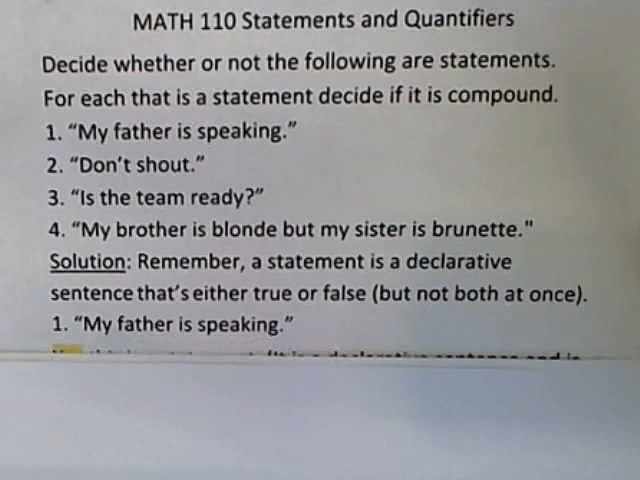 MATH 110 Statements and Quantifiers
Decide whether or not the following are statements.
For each that is a statement decide if it is compound.
1. “My father is speaking.”
2. “Don’t shout.”
3. “Is the team ready?”
4. “My brother is blonde but my sister is brunette."
Solution: Remember, a statement is a declarative
sentence that’s either true or false (but not both at once).
1. “My father is speaking.”